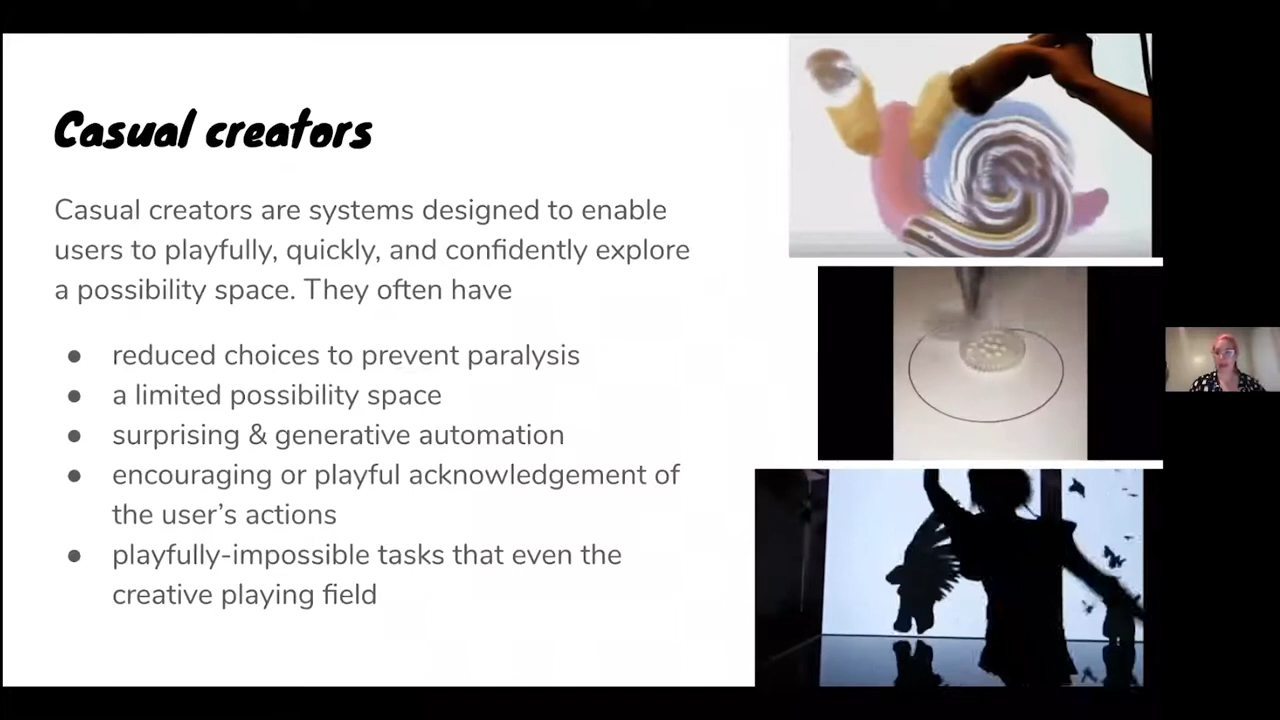 Casual creators
Casual creators are systems designed to enable
users to playfully, quickly, and confidently explore
a possibility space. They often have
● reduced choices to prevent paralysis
● a limited possibility space
● surprising & generative automation
● encouraging or playful acknowledgement of
the user’s actions
● playfully-impossible tasks that even the
creative playing field